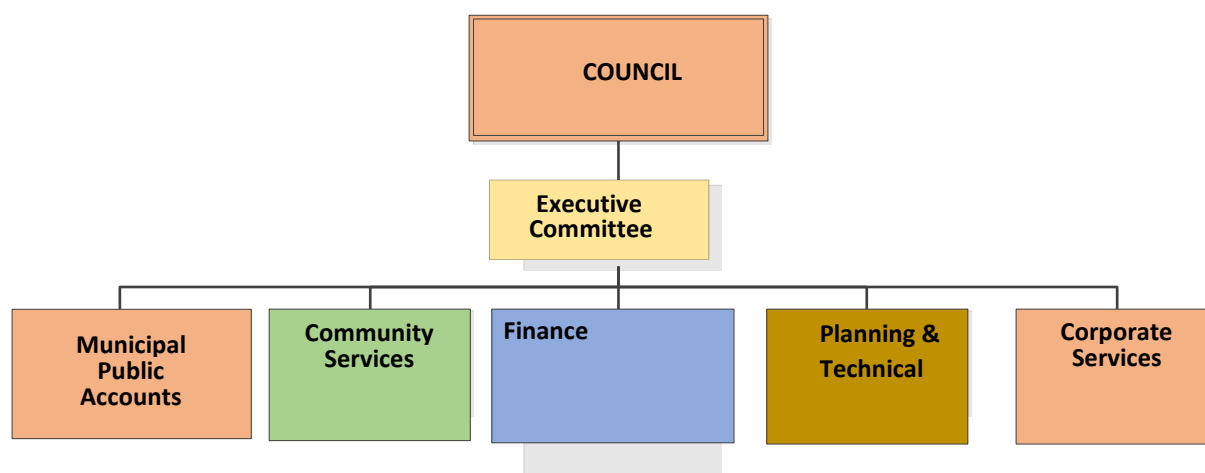 COUNCIL
Executive
Committee
Municipal
Public
Accounts
Community
Services
Finance
Planning &
Technical
Corporate
Services